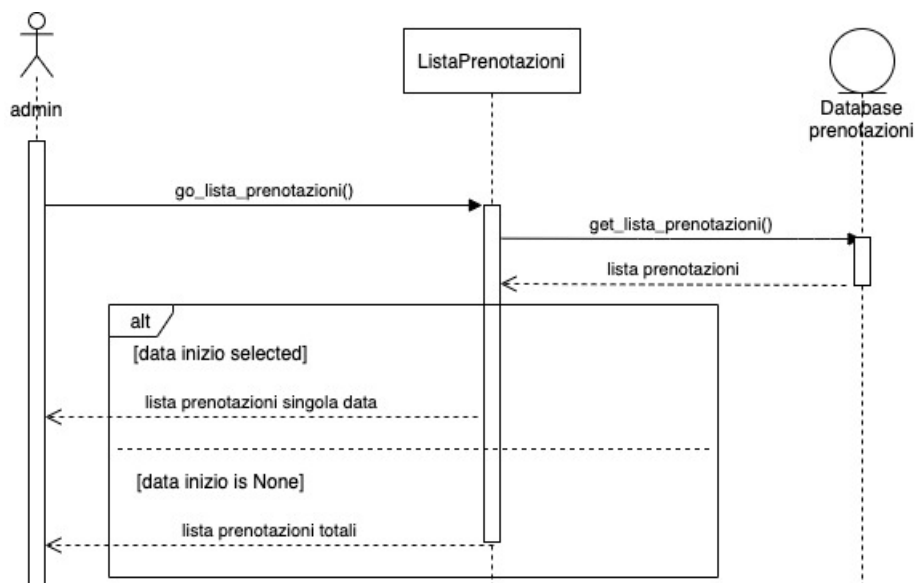 admin
ListaPrenotazioni
Database
prenotazioni
go_lista_prenotazioni()
get_lista_prenotazioni()
lista prenotazioni
alt
[data inizio selected]
lista prenotazioni singola data
[data inizio is None]
lista prenotazioni totali